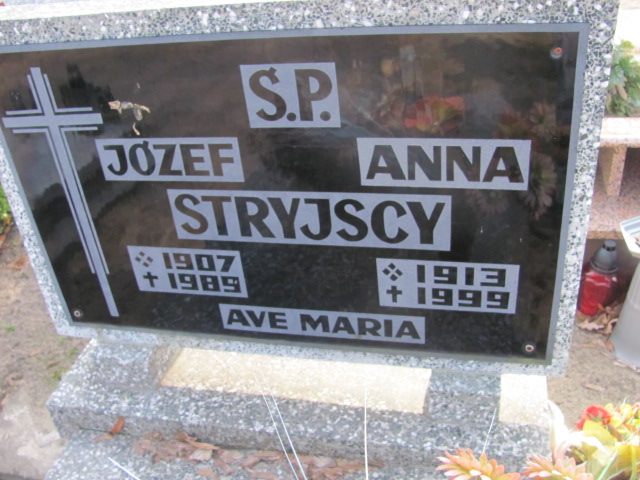 Ś.P.
JÓZEF ANNA
STRYJSCY
1907 1913
1989 1999
AVE MARIA